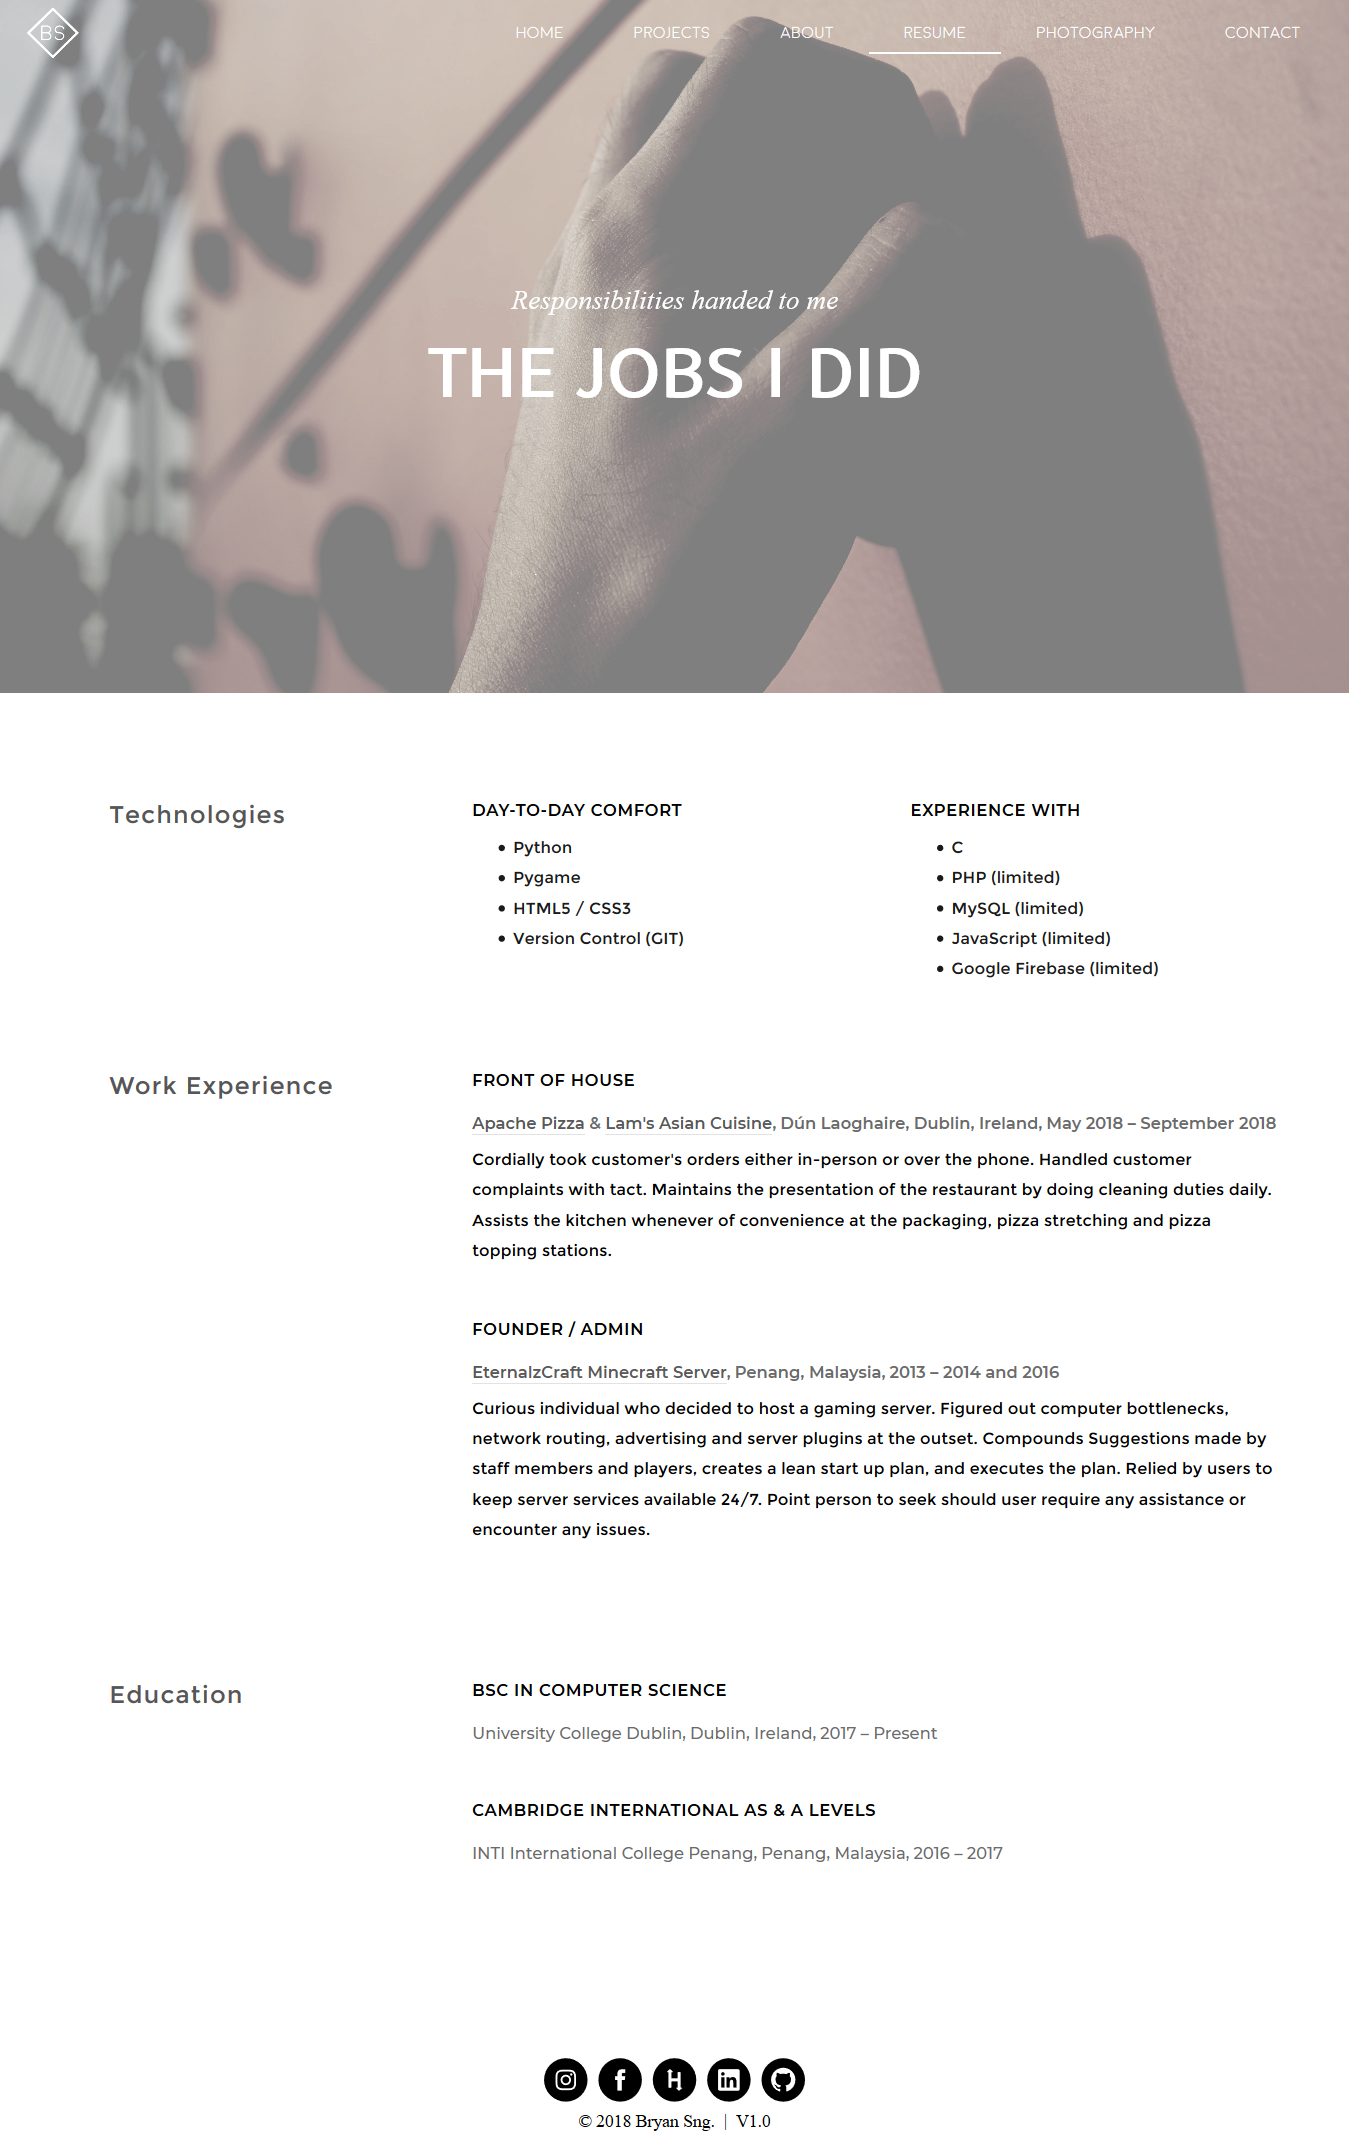 BS
HOME PROJECTS ABOUT RESUME PHOTOGRAPHY CONTACT
Responsibilities handed to me
THE JOBS I DID
Technologies
DAY-TO-DAY COMFORT
• Python
• Pygame
• HTML5 / CSS3
• Version Control (GIT)
EXPERIENCE WITH
• C
• PHP (limited)
• MySQL (limited)
• JavaScript (limited)
• Google Firebase (limited)
Work Experience
FRONT OF HOUSE
Apache Pizza & Lam's Asian Cuisine, Dún Laoghaire, Dublin, Ireland, May 2018 – September 2018
Cordially took customer's orders either in-person or over the phone. Handled customer
complaints with tact. Maintains the presentation of the restaurant by doing cleaning duties daily.
Assists the kitchen whenever of convenience at the packaging, pizza stretching and pizza
topping stations.
FOUNDER / ADMIN
EternalzCraft Minecraft Server, Penang, Malaysia, 2013 – 2014 and 2016
Curious individual who decided to host a gaming server. Figured out computer bottlenecks,
network routing, advertising and server plugins at the outset. Compounds Suggestions made by
staff members and players, creates a lean start up plan, and executes the plan. Relied by users to
keep server services available 24/7. Point person to seek should user require any assistance or
encounter any issues.
Education
BSC IN COMPUTER SCIENCE
University College Dublin, Dublin, Ireland, 2017 – Present
CAMBRIDGE INTERNATIONAL AS & A LEVELS
INTI International College Penang, Penang, Malaysia, 2016 – 2017
© 2018 Bryan Sng. | V1.0